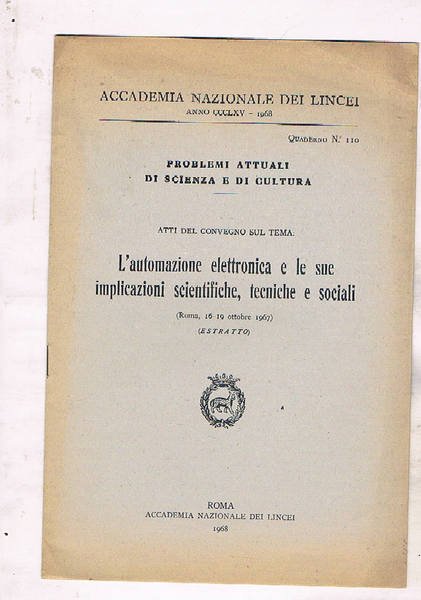 ACCADEMIA NAZIONALE DEI LINCEI
ANNO CCCLXV - 1968
QUADERNO N.° 110
PROBLEMI ATTUALI
DI SCIENZA E DI CULTURA
ATTI DEL CONVEGNO SUL TEMA:
L'automazione elettronica e le sue
implicazioni scientifiche, tecniche e sociali
(Roma, 16-19 ottobre 1967)
(ESTRATTO)
ROMA
ACCADEMIA NAZIONALE DEI LINCEI
1968